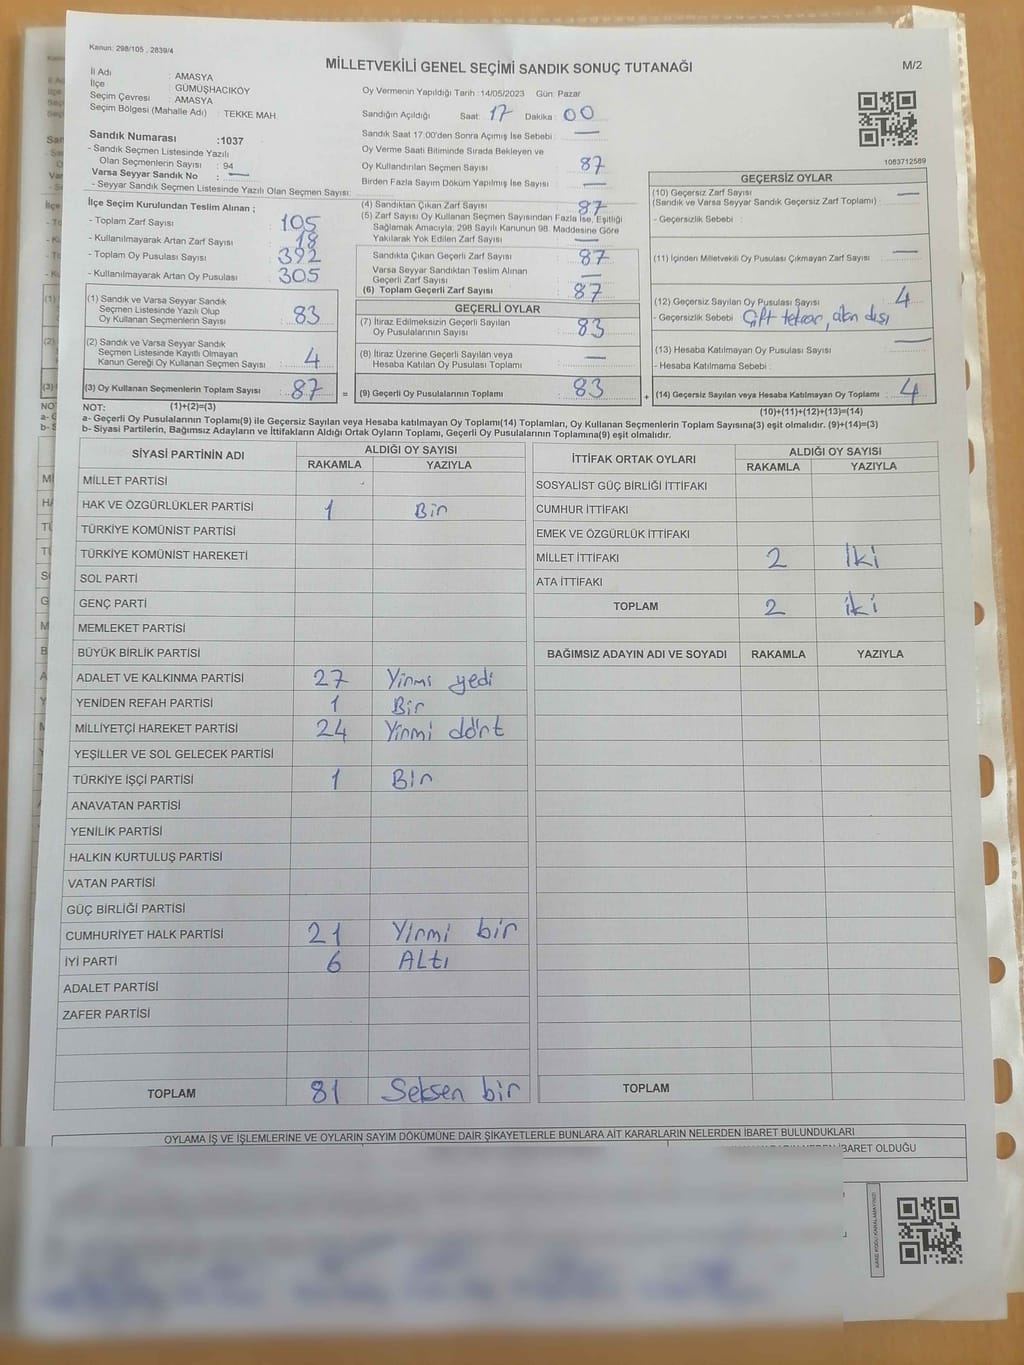 Kanun: 298/105 , 2839/4
MİLLETVEKİLİ GENEL SEÇİMİ SANDIK SONUÇ TUTANAĞI
M/2
İl Adı : AMASYA
İlçe : GÜMÜŞHACIKÖY
Seçim Çevresi : AMASYA
Seçim Bölgesi (Mahalle Adı) : TEKKE MAH.
Sandık Numarası :1037
- Sandık Seçmen Listesinde Yazılı
Olan Seçmenlerin Sayısı : 94
Varsa Seyyar Sandık No : —
- Seyyar Sandık Seçmen Listesinde Yazılı Olan Seçmen Sayısı:
İlçe Seçim Kurulundan Teslim Alınan ;
- Toplam Zarf Sayısı : 105
- Kullanılmayarak Artan Zarf Sayısı : 18
- Toplam Oy Pusulası Sayısı : 392
- Kullanılmayarak Artan Oy Pusulası : 305
(1) Sandık ve Varsa Seyyar Sandık
Seçmen Listesinde Yazılı Olup
Oy Kullanan Seçmenlerin Sayısı : 83
(2) Sandık ve Varsa Seyyar Sandık
Seçmen Listesinde Kayıtlı Olmayan
Kanun Gereği Oy Kullanan Seçmen Sayısı : 4
(3) Oy Kullanan Seçmenlerin Toplam Sayısı : 87
Oy Vermenin Yapıldığı Tarih :14/05/2023 Gün: Pazar
Sandığın Açıldığı Saat: 17 Dakika: 00
Sandık Saat 17:00'den Sonra Açılmış İse Sebebi : —
Oy Verme Saati Bitiminde Sırada Bekleyen ve
Oy Kullandırılan Seçmen Sayısı : 87
Birden Fazla Sayım Döküm Yapılmış İse Sayısı : —
(4) Sandıktan Çıkan Zarf Sayısı : 87
(5) Zarf Sayısı Oy Kullanan Seçmen Sayısından Fazla İse, Eşitliği
Sağlamak Amacıyla, 298 Sayılı Kanunun 98. Maddesine Göre
Yakılarak Yok Edilen Zarf Sayısı : —
Sandıkta Çıkan Geçerli Zarf Sayısı : 87
Varsa Seyyar Sandıktan Teslim Alınan
Geçerli Zarf Sayısı : —
(6) Toplam Geçerli Zarf Sayısı : 87
GEÇERLİ OYLAR
(7) İtiraz Edilmeksizin Geçerli Sayılan
Oy Pusulalarının Sayısı : 83
(8) İtiraz Üzerine Geçerli Sayılan veya
Hesaba Katılan Oy Pusulaları Toplamı : —
= (9) Geçerli Oy Pusulalarının Toplamı : 83
1083712589
GEÇERSİZ OYLAR
(10) Geçersiz Zarf Sayısı
(Sandık ve Varsa Seyyar Sandık Geçersiz Zarf Toplamı) : —
- Geçersizlik Sebebi :
(11) İçinden Milletvekili Oy Pusulası Çıkmayan Zarf Sayısı : —
(12) Geçersiz Sayılan Oy Pusulası Sayısı : 4
- Geçersizlik Sebebi : Çift tekrar, alan dışı
(13) Hesaba Katılmayan Oy Pusulası Sayısı : —
- Hesaba Katılmama Sebebi :
+ (14) Geçersiz Sayılan veya Hesaba Katılmayan Oy Toplamı : 4
NOT: (1)+(2)=(3) (10)+(11)+(12)+(13)=(14)
a- Geçerli Oy Pusulaları Toplamı(9) ile Geçersiz Sayılan veya Hesaba katılmayan Oy Toplamı(14) Toplamları, Oy Kullanan Seçmenlerin Toplam Sayısına(3) eşit olmalıdır. (9)+(14)=(3)
b- Siyasi Partilerin, Bağımsız Adayların ve İttifakların Aldığı Ortak Oyların Toplamı, Geçerli Oy Pusulalarının Toplamına(9) eşit olmalıdır.
SİYASİ PARTİNİN ADI ALDIĞI OY SAYISI
RAKAMLA YAZIYLA
MİLLET PARTİSİ
HAK VE ÖZGÜRLÜKLER PARTİSİ 1 Bir
TÜRKİYE KOMÜNİST PARTİSİ
TÜRKİYE KOMÜNİST HAREKETİ
SOL PARTİ
GENÇ PARTİ
MEMLEKET PARTİSİ
BÜYÜK BİRLİK PARTİSİ
ADALET VE KALKINMA PARTİSİ 27 Yirmi yedi
YENİDEN REFAH PARTİSİ 1 Bir
MİLLİYETÇİ HAREKET PARTİSİ 24 Yirmi dört
YEŞİLLER VE SOL GELECEK PARTİSİ
TÜRKİYE İŞÇİ PARTİSİ 1 Bir
ANAVATAN PARTİSİ
YENİLİK PARTİSİ
HALKIN KURTULUŞ PARTİSİ
VATAN PARTİSİ
GÜÇ BİRLİĞİ PARTİSİ
CUMHURİYET HALK PARTİSİ 21 Yirmi bir
İYİ PARTİ 6 Altı
ADALET PARTİSİ
ZAFER PARTİSİ
TOPLAM 81 Seksen bir
İTTİFAK ORTAK OYLARI ALDIĞI OY SAYISI
RAKAMLA YAZIYLA
SOSYALİST GÜÇ BİRLİĞİ İTTİFAKI
CUMHUR İTTİFAKI
EMEK VE ÖZGÜRLÜK İTTİFAKI
MİLLET İTTİFAKI 2 İki
ATA İTTİFAKI
TOPLAM 2 iki
BAĞIMSIZ ADAYIN ADI VE SOYADI RAKAMLA YAZIYLA
TOPLAM
OYLAMA İŞ VE İŞLEMLERİNE VE OYLARIN SAYIM DÖKÜMÜNE DAİR ŞİKAYETLERLE BUNLARA AİT KARARLARIN NELERDEN İBARET BULUNDUKLARI
İBARET OLDUĞU